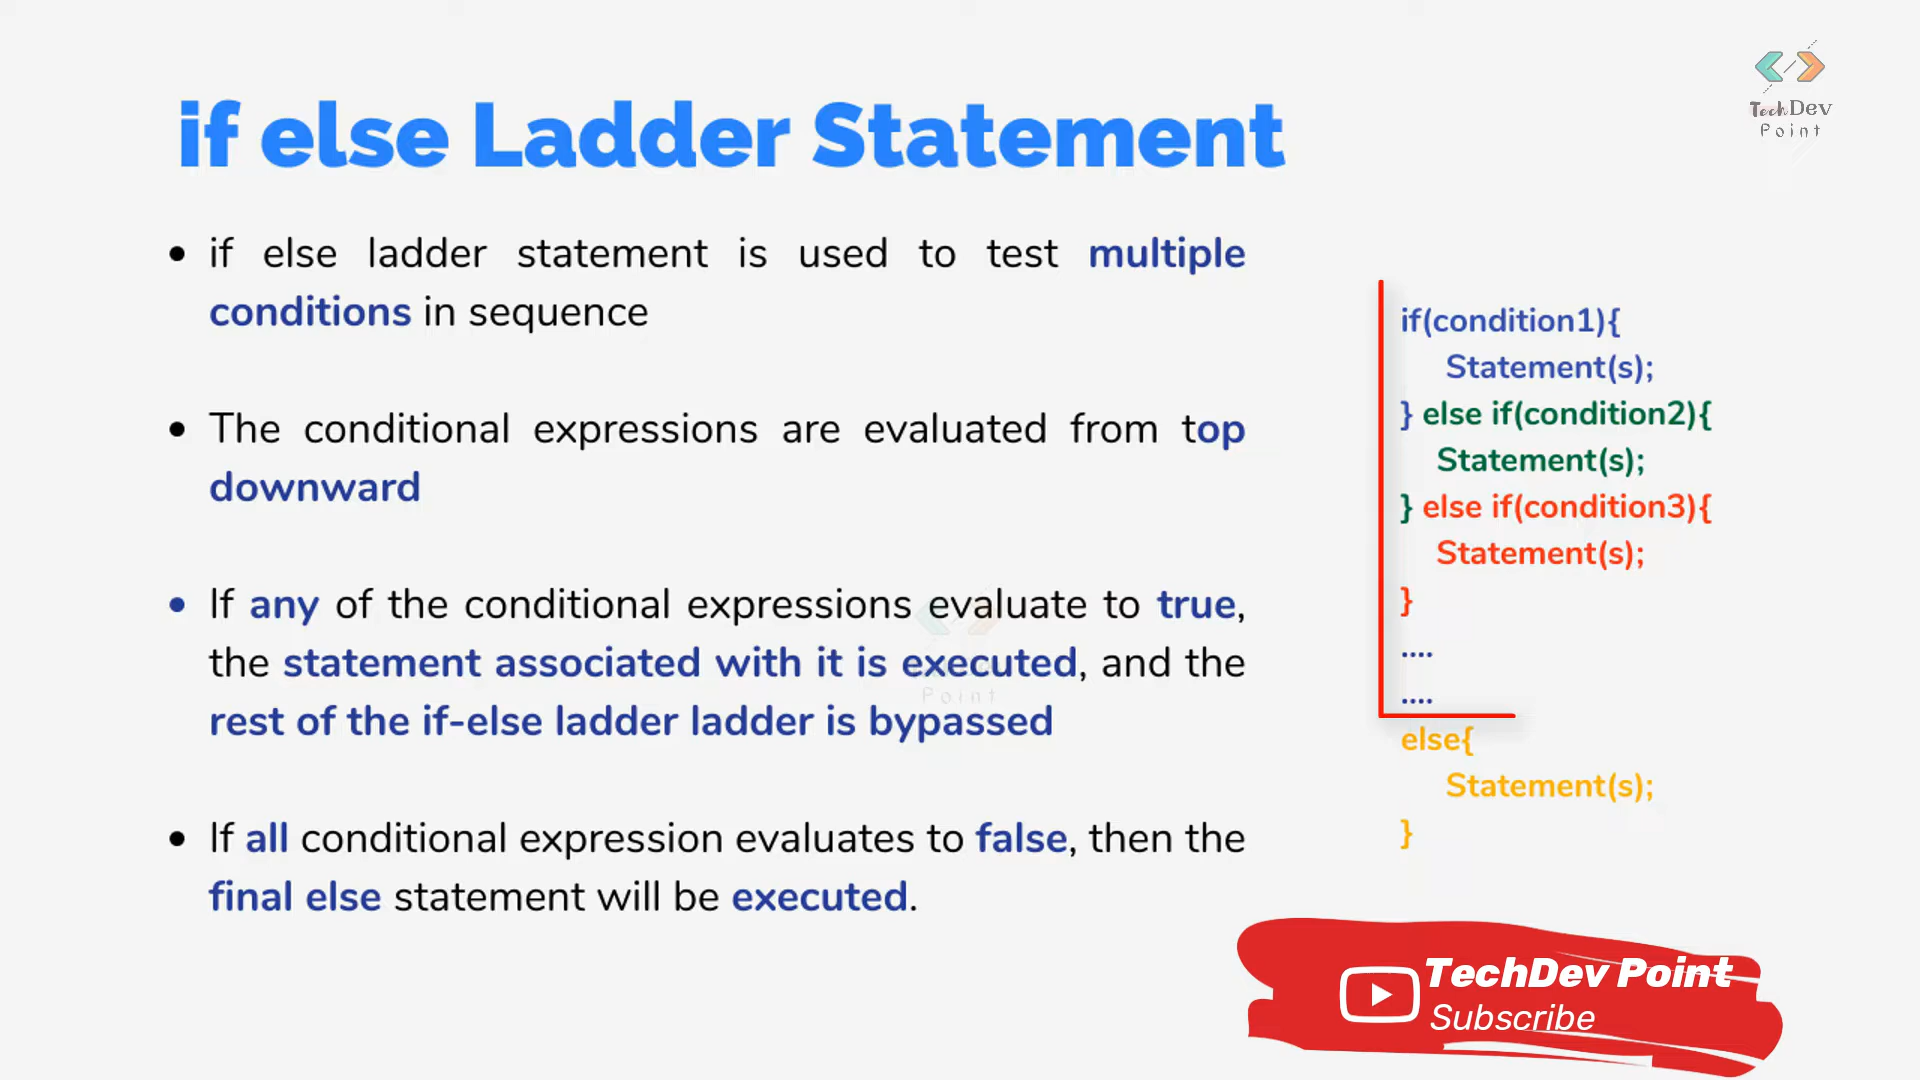 TechDev
Point
if else Ladder Statement
if else ladder statement is used to test multiple
conditions in sequence
The conditional expressions are evaluated from top
downward
If any of the conditional expressions evaluate to true,
the statement associated with it is executed, and the
rest of the if-else ladder ladder is bypassed
If all conditional expression evaluates to false, then the
final else statement will be executed.
if(condition1){
Statement(s);
} else if(condition2){
Statement(s);
} else if(condition3){
Statement(s);
}
....
....
else{
Statement(s);
}
Point
TechDev Point
Subscribe